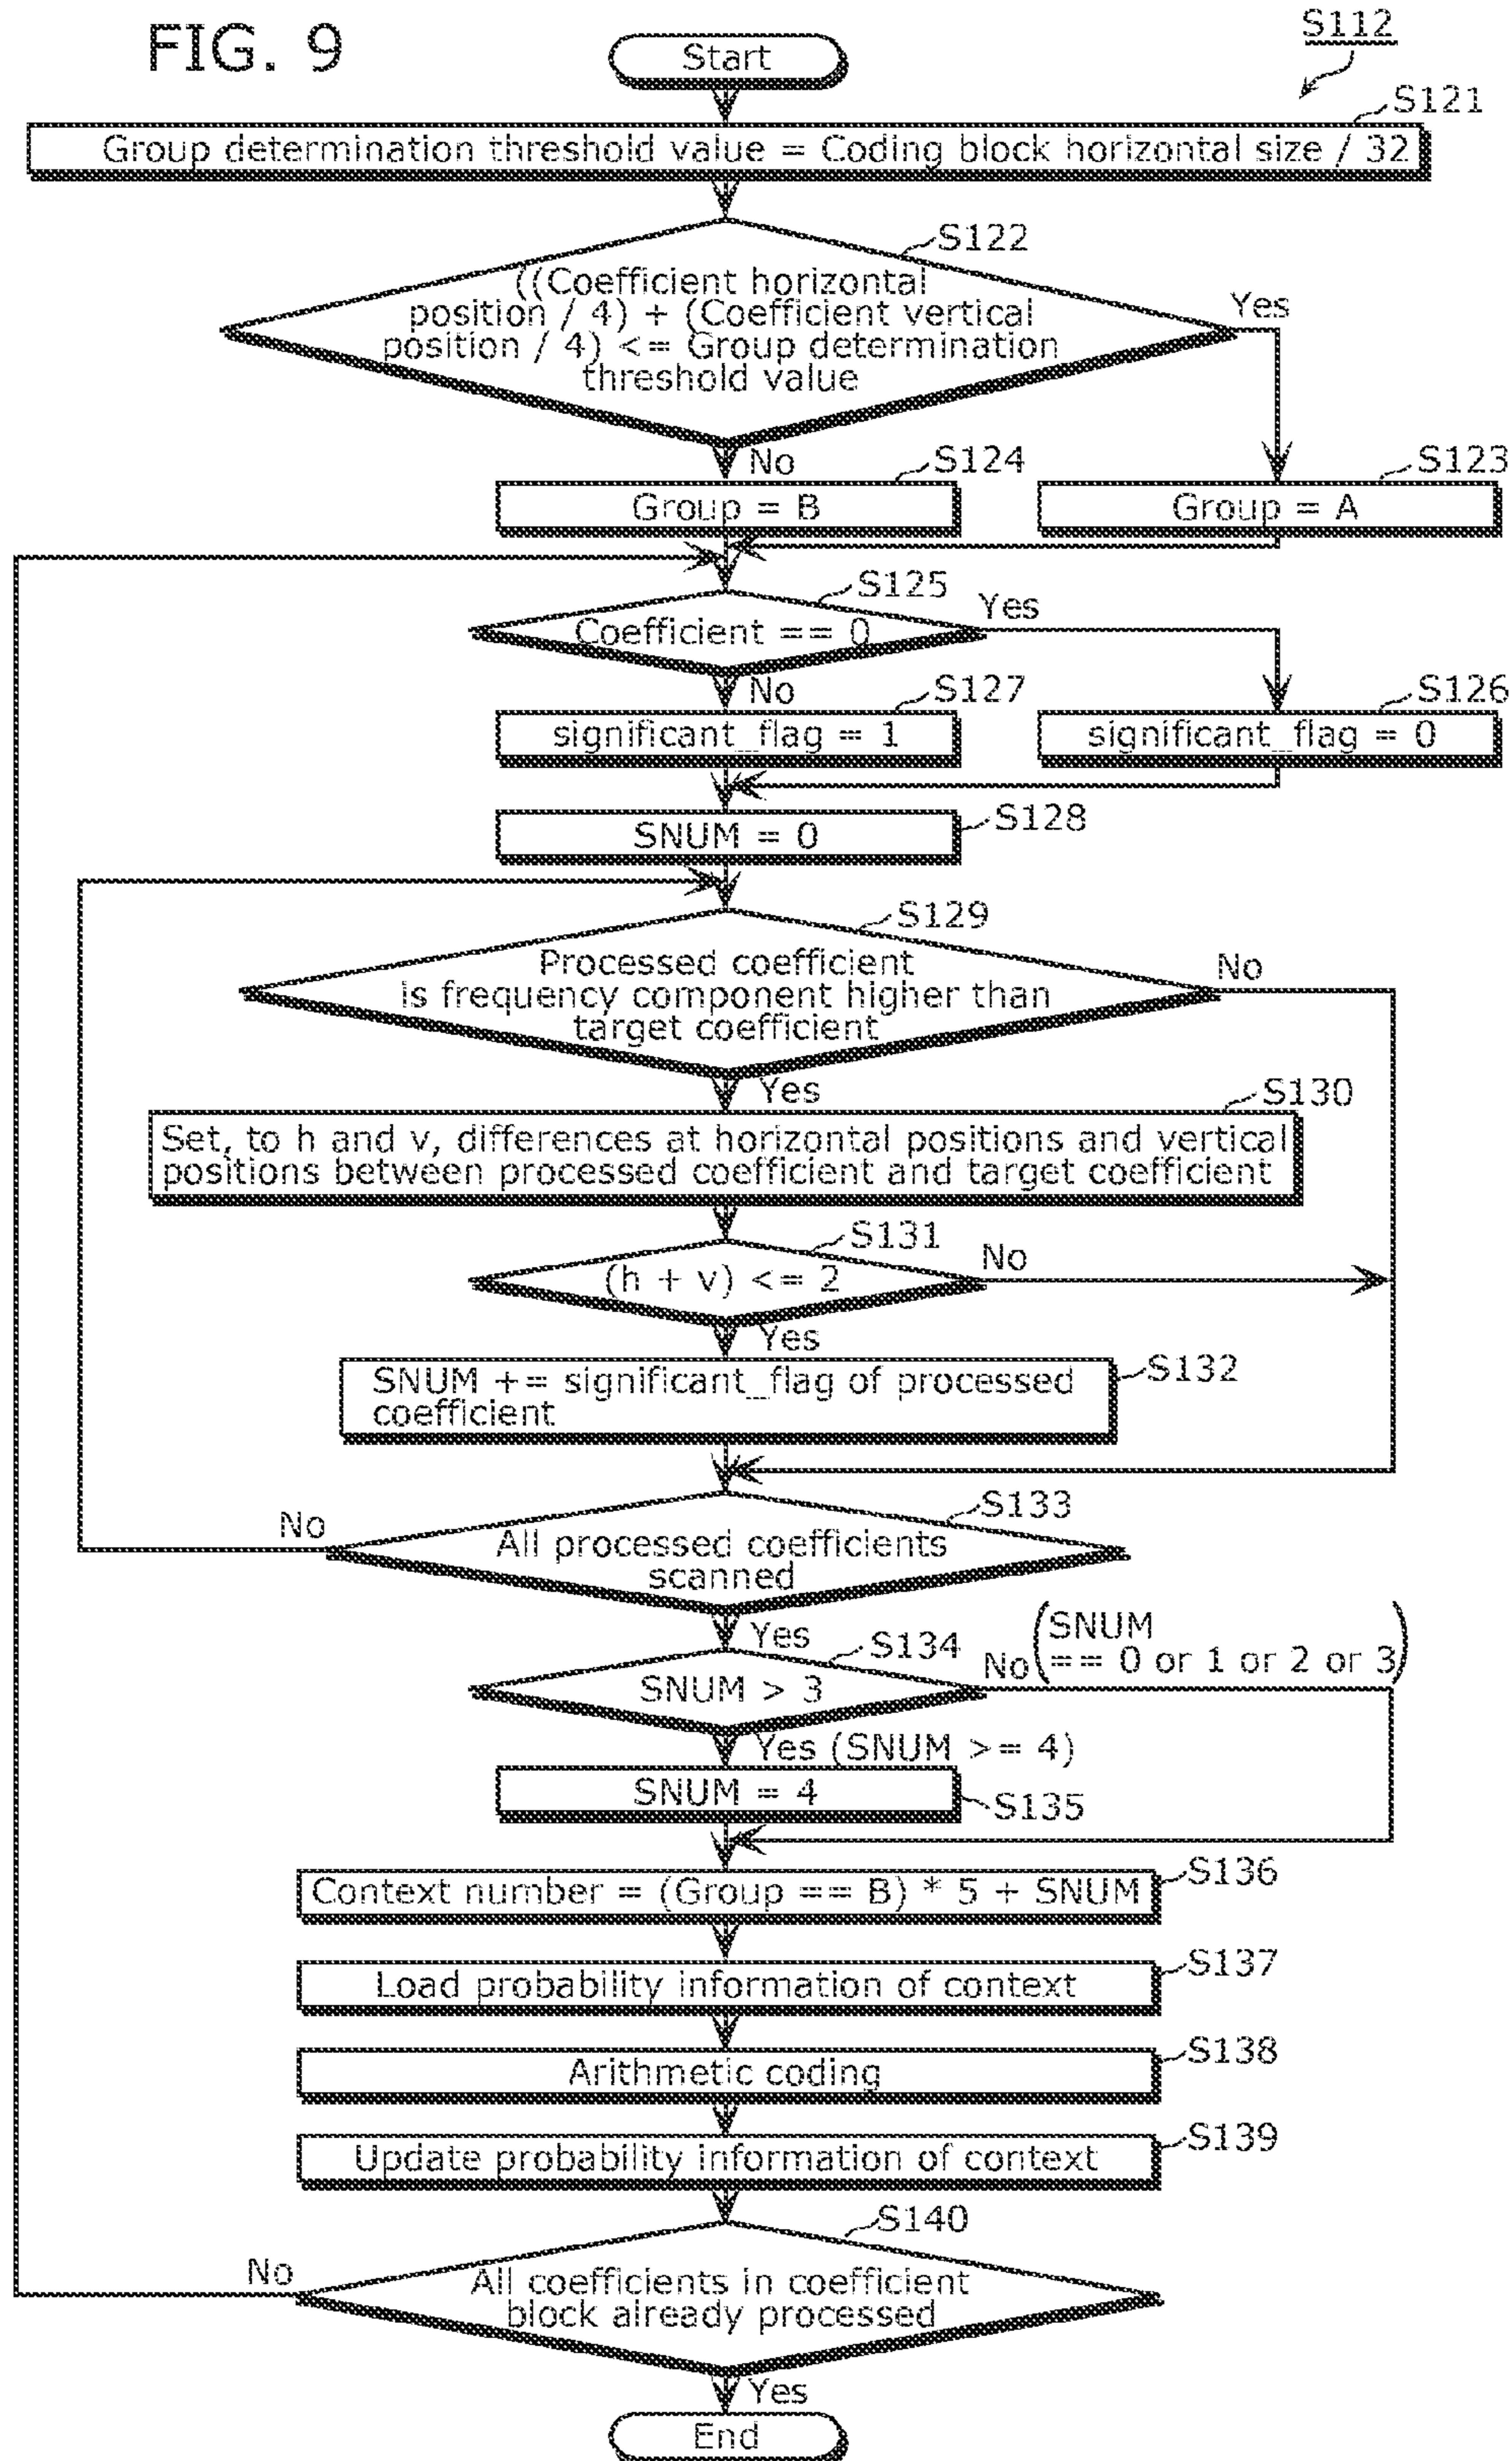 FIG. 9
S112
Start
S121
Group determination threshold value = Coding block horizontal size / 32
S122
((Coefficient horizontal
position / 4) + (Coefficient vertical
position / 4) <= Group determination
threshold value
Yes
No
S124
S123
Group = B
Group = A
S125
Coefficient == 0
Yes
No
S127
S126
significant_flag = 1
significant_flag = 0
SNUM = 0
S128
S129
Processed coefficient
is frequency component higher than
target coefficient
No
Yes
S130
Set, to h and v, differences at horizontal positions and vertical
positions between processed coefficient and target coefficient
S131
(h + v) <= 2
No
Yes
S132
SNUM += significant_flag of processed
coefficient
S133
No
All processed coefficients
scanned
Yes
S134
SNUM > 3
No
(SNUM
== 0 or 1 or 2 or 3)
Yes (SNUM >= 4)
SNUM = 4
S135
S136
Context number = (Group == B) * 5 + SNUM
S137
Load probability information of context
S138
Arithmetic coding
S139
Update probability information of context
S140
No
All coefficients in coefficient
block already processed
Yes
End